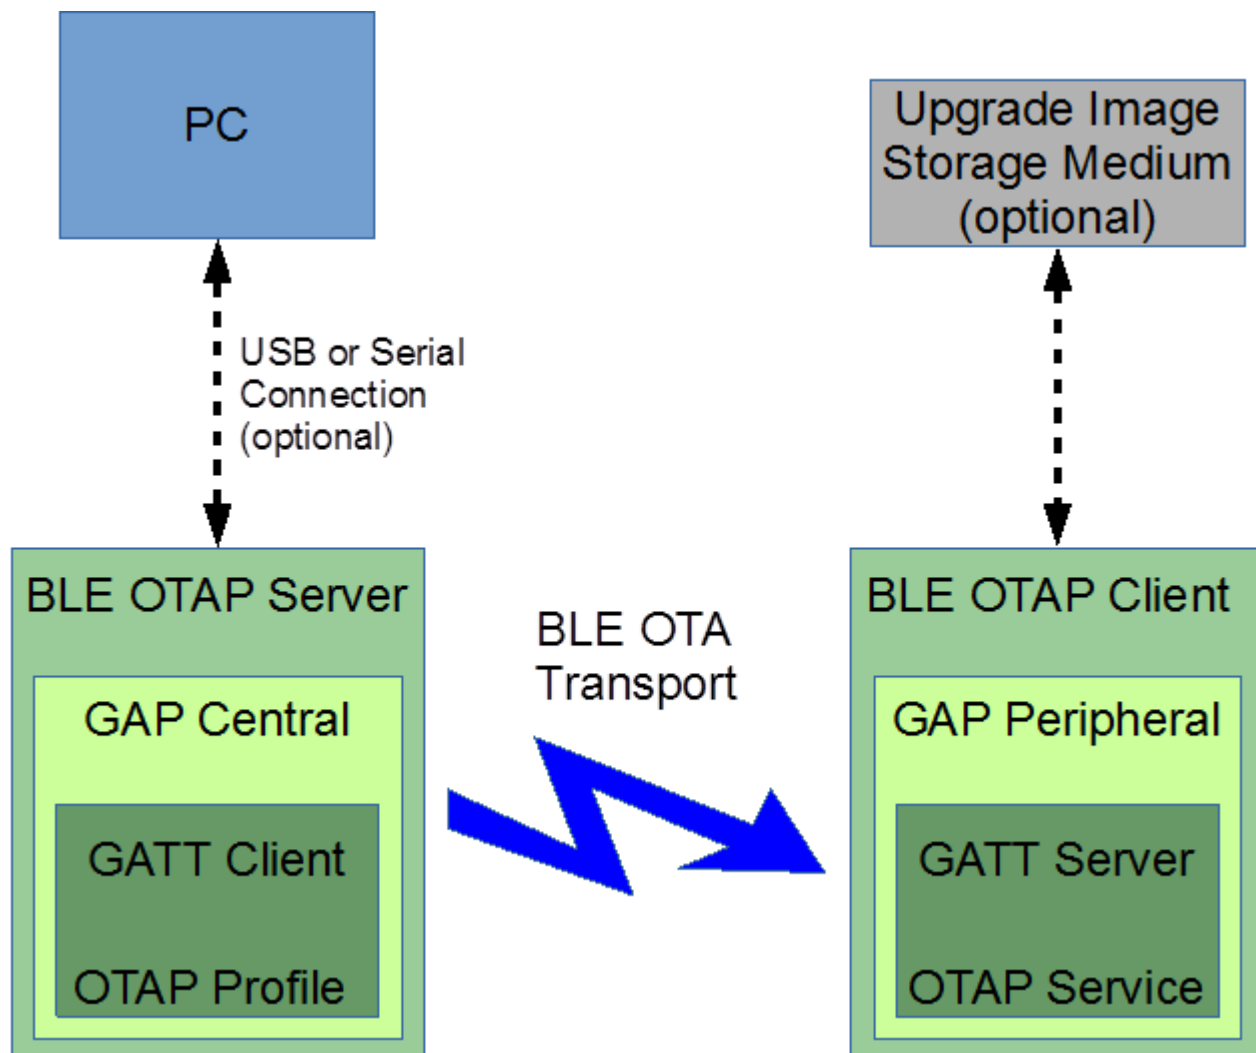 PC
Upgrade Image
Storage Medium
(optional)
USB or Serial
Connection
(optional)
BLE OTAP Server
GAP Central
GATT Client
OTAP Profile
BLE OTA
Transport
BLE OTAP Client
GAP Peripheral
GATT Server
OTAP Service